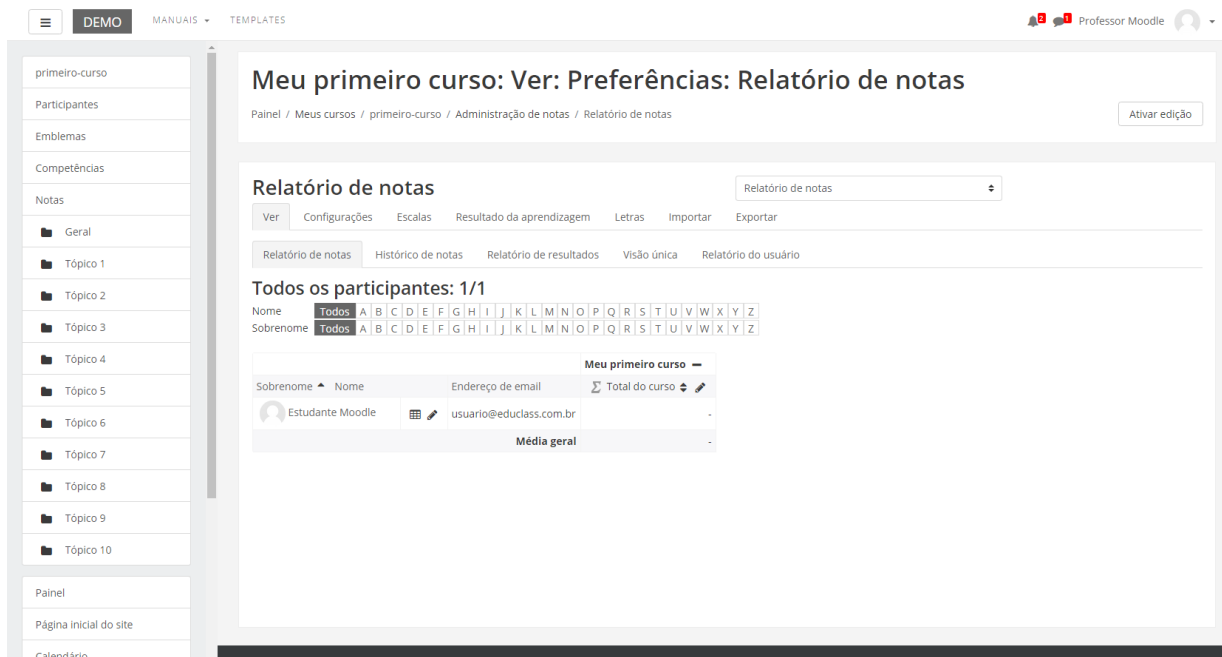 DEMO MANUAIS TEMPLATES 2 1 Professor Moodle
primeiro-curso
Participantes
Emblemas
Competências
Notas
Geral
Tópico 1
Tópico 2
Tópico 3
Tópico 4
Tópico 5
Tópico 6
Tópico 7
Tópico 8
Tópico 9
Tópico 10
Painel
Página inicial do site
Calendário
Meu primeiro curso: Ver: Preferências: Relatório de notas
Painel / Meus cursos / primeiro-curso / Administração de notas / Relatório de notas
Ativar edição
Relatório de notas
Relatório de notas
Ver Configurações Escalas Resultado da aprendizagem Letras Importar Exportar
Relatório de notas Histórico de notas Relatório de resultados Visão única Relatório do usuário
Todos os participantes: 1/1
Nome Todos A B C D E F G H I J K L M N O P Q R S T U V W X Y Z
Sobrenome Todos A B C D E F G H I J K L M N O P Q R S T U V W X Y Z
Meu primeiro curso
Sobrenome Nome Endereço de email Σ Total do curso
Estudante Moodle usuario@educlass.com.br -
Média geral -